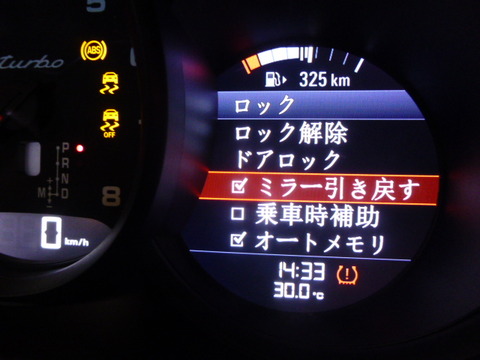 ABS
turbo
OFF
P
R
N
M D
8
0 km/h
325 km
ロック
ロック解除
ドアロック
ミラー引き戻す
乗車時補助
オートメモリ
14:33
30.0°C